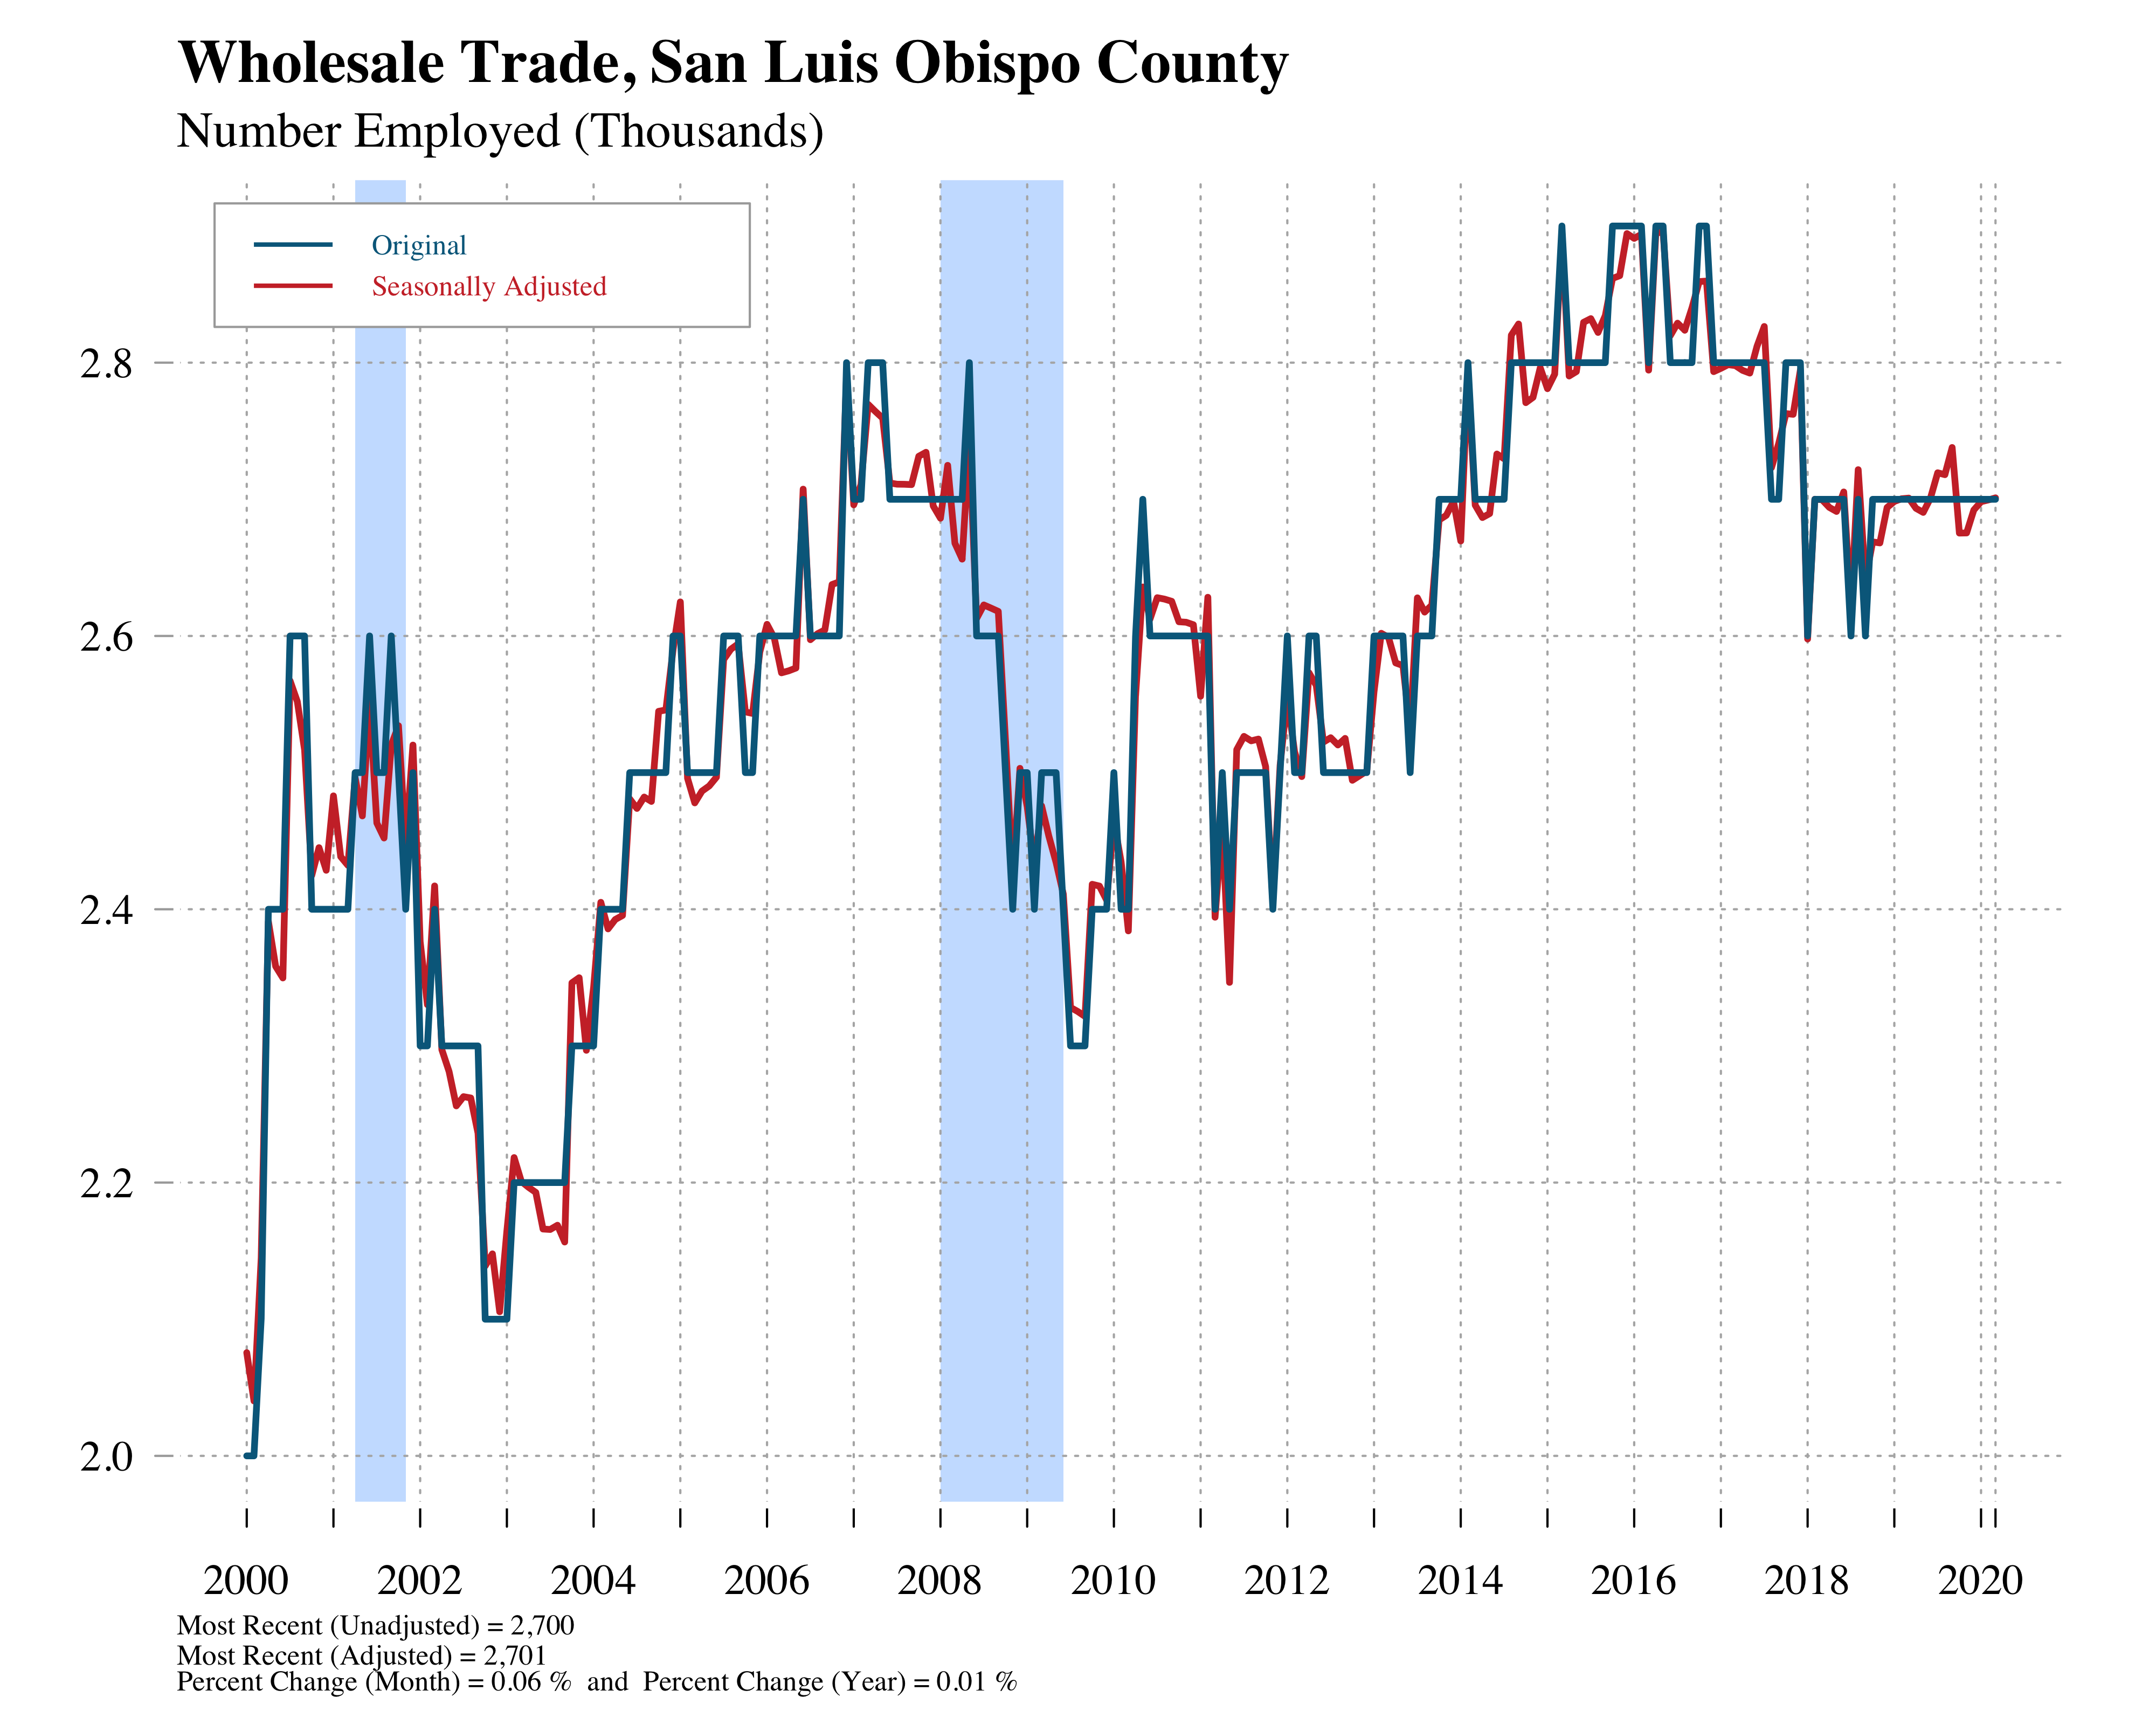 Wholesale Trade, San Luis Obispo County
Number Employed (Thousands)
Original
Seasonally Adjusted
2.8
2.6
2.4
2.2
2.0
2000 2002 2004 2006 2008 2010 2012 2014 2016 2018 2020
Most Recent (Unadjusted) = 2,700
Most Recent (Adjusted) = 2,701
Percent Change (Month) = 0.06 % and Percent Change (Year) = 0.01 %